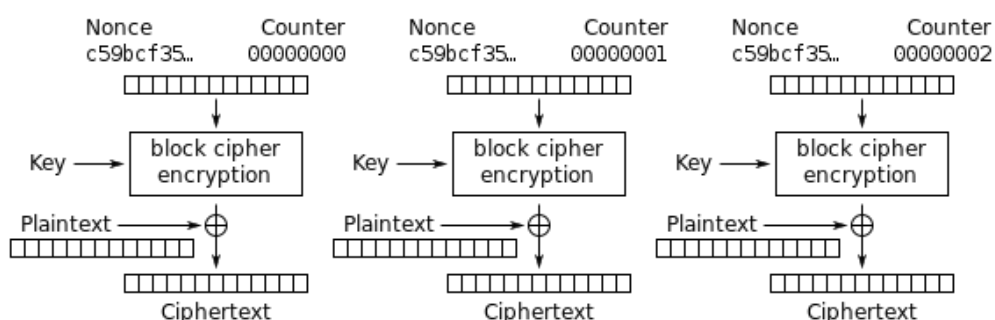 Nonce Counter Nonce Counter Nonce Counter
c59bcf35… 00000000 c59bcf35… 00000001 c59bcf35… 00000002
block cipher block cipher block cipher
Key Key Key
encryption encryption encryption
Plaintext Plaintext Plaintext
Ciphertext Ciphertext Ciphertext